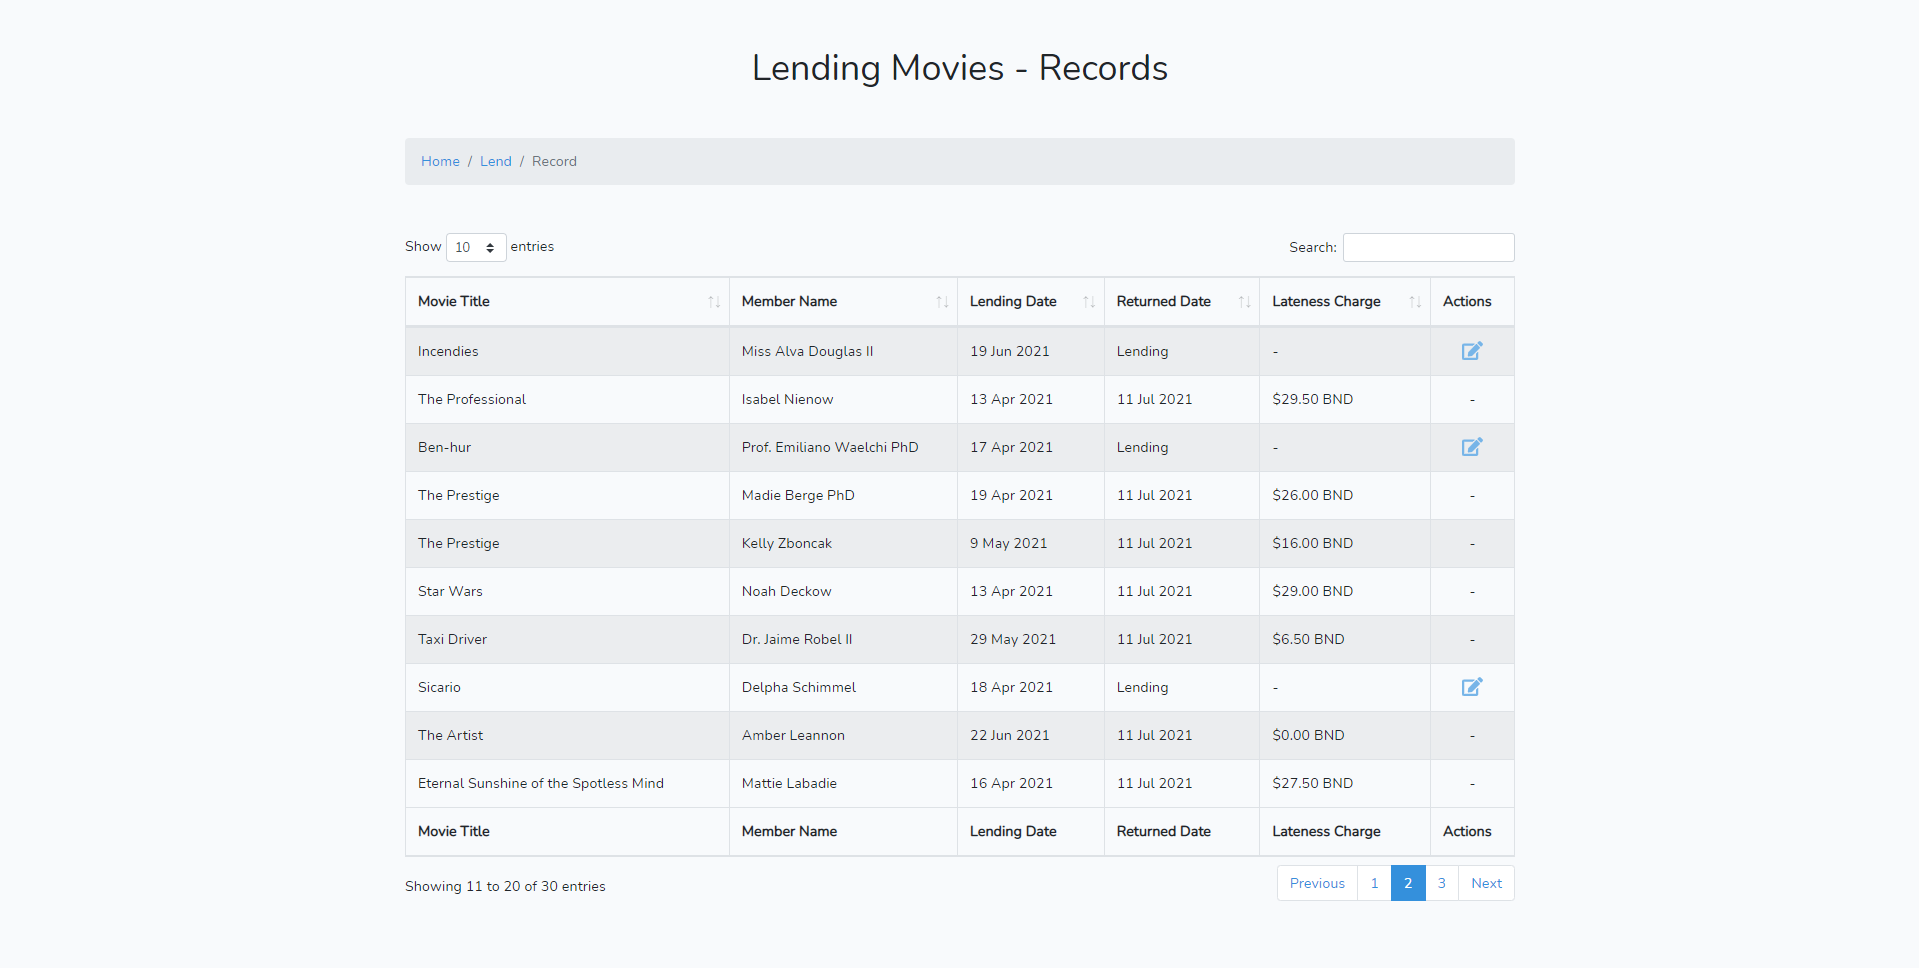 Lending Movies - Records
Home / Lend / Record
Show 10 entries Search:
Movie Title Member Name Lending Date Returned Date Lateness Charge Actions
Incendies Miss Alva Douglas II 19 Jun 2021 Lending -
The Professional Isabel Nienow 13 Apr 2021 11 Jul 2021 $29.50 BND -
Ben-hur Prof. Emiliano Waelchi PhD 17 Apr 2021 Lending -
The Prestige Madie Berge PhD 19 Apr 2021 11 Jul 2021 $26.00 BND -
The Prestige Kelly Zboncak 9 May 2021 11 Jul 2021 $16.00 BND -
Star Wars Noah Deckow 13 Apr 2021 11 Jul 2021 $29.00 BND -
Taxi Driver Dr. Jaime Robel II 29 May 2021 11 Jul 2021 $6.50 BND -
Sicario Delpha Schimmel 18 Apr 2021 Lending -
The Artist Amber Leannon 22 Jun 2021 11 Jul 2021 $0.00 BND -
Eternal Sunshine of the Spotless Mind Mattie Labadie 16 Apr 2021 11 Jul 2021 $27.50 BND -
Movie Title Member Name Lending Date Returned Date Lateness Charge Actions
Showing 11 to 20 of 30 entries Previous 1 2 3 Next